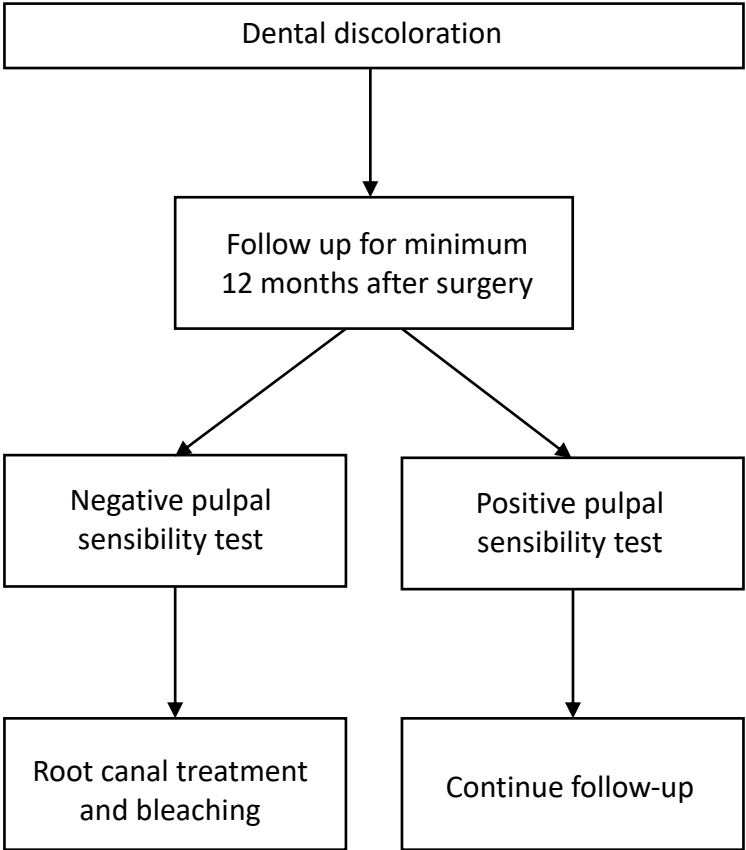 Dental discoloration
Follow up for minimum
12 months after surgery
Negative pulpal
sensibility test
Positive pulpal
sensibility test
Root canal treatment
and bleaching
Continue follow-up